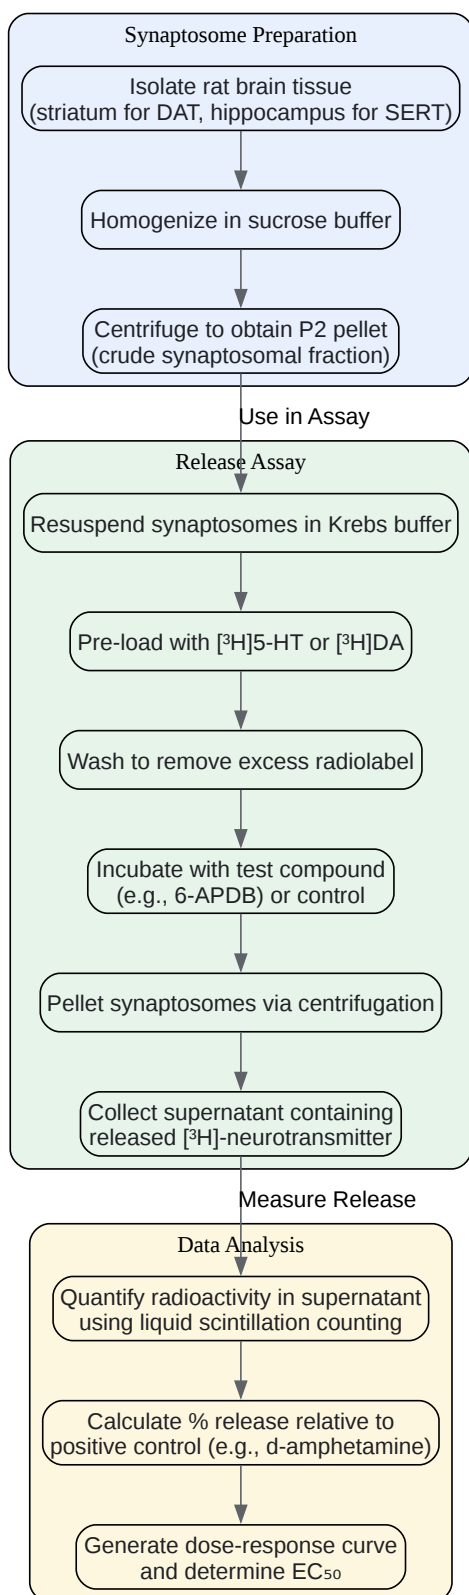 Synaptosome Preparation
Isolate rat brain tissue
(striatum for DAT, hippocampus for SERT)
Homogenize in sucrose buffer
Centrifuge to obtain P2 pellet
(crude synaptosomal fraction)
Use in Assay
Release Assay
Resuspend synaptosomes in Krebs buffer
Pre-load with [³H]5-HT or [³H]DA
Wash to remove excess radiolabel
Incubate with test compound
(e.g., 6-APDB) or control
Pellet synaptosomes via centrifugation
Collect supernatant containing
released [³H]-neurotransmitter
Measure Release
Data Analysis
Quantify radioactivity in supernatant
using liquid scintillation counting
Calculate % release relative to
positive control (e.g., d-amphetamine)
Generate dose-response curve
and determine EC₅₀